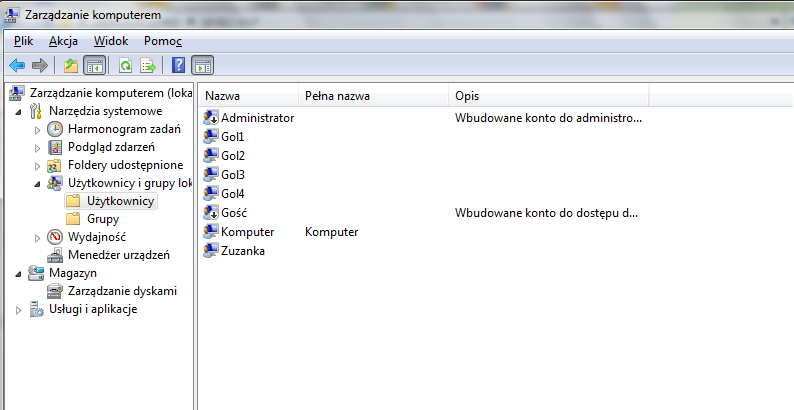 Zarządzanie komputerem
Plik Akcja Widok Pomoc
Zarządzanie komputerem (loka
Narzędzia systemowe
Harmonogram zadań
Podgląd zdarzeń
Foldery udostępnione
Użytkownicy i grupy lok
Użytkownicy
Grupy
Wydajność
Menedżer urządzeń
Magazyn
Zarządzanie dyskami
Usługi i aplikacje
Nazwa Pełna nazwa Opis
Administrator Wbudowane konto do administro...
Gol1
Gol2
Gol3
Gol4
Gość Wbudowane konto do dostępu d...
Komputer Komputer
Zuzanka